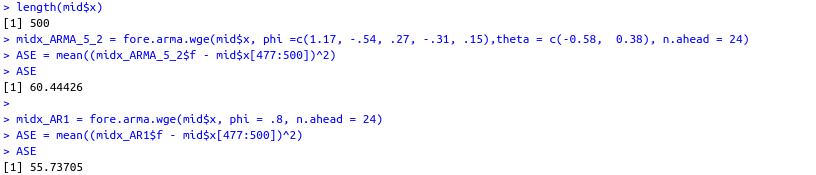 > length(mid$x)
[1] 500
> midx_ARMA_5_2 = fore.arma.wge(mid$x, phi =c(1.17, -.54, .27, -.31, .15),theta = c(-0.58,  0.38), n.ahead = 24)
> ASE = mean((midx_ARMA_5_2$f - mid$x[477:500])^2)
> ASE
[1] 60.44426
>
> midx_AR1 = fore.arma.wge(mid$x, phi = .8, n.ahead = 24)
> ASE = mean((midx_AR1$f - mid$x[477:500])^2)
> ASE
[1] 55.73705